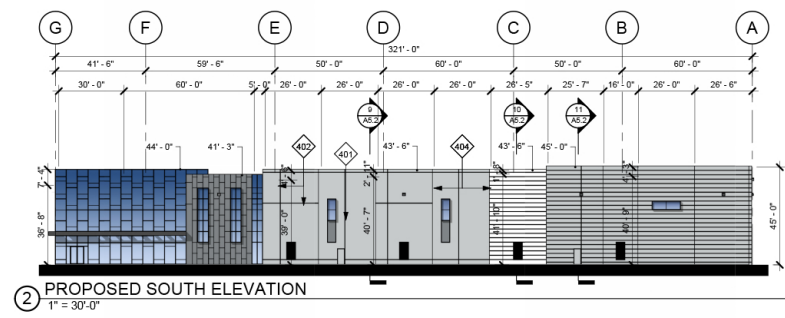 G F E D C B A
321' - 0"
41' - 6" 59' - 6" 50' - 0" 60' - 0" 50' - 0" 60' - 0"
30' - 0" 60' - 0" 5' - 0" 26' - 0" 26' - 0" 26' - 0" 26' - 0" 26' - 5" 25' - 7" 16' - 0" 26' - 0" 26' - 6"
9 10 11
A5.2 A5.2 A5.2
44' - 0" 41' - 3" 402 401 43' - 6" 404 43' - 6" 45' - 0"
7' - 4" 2' - 11"
36' - 8" 39' - 0" 40' - 7" 41' - 10" 40' - 9" 45' - 0"
2 PROPOSED SOUTH ELEVATION
1" = 30'-0"